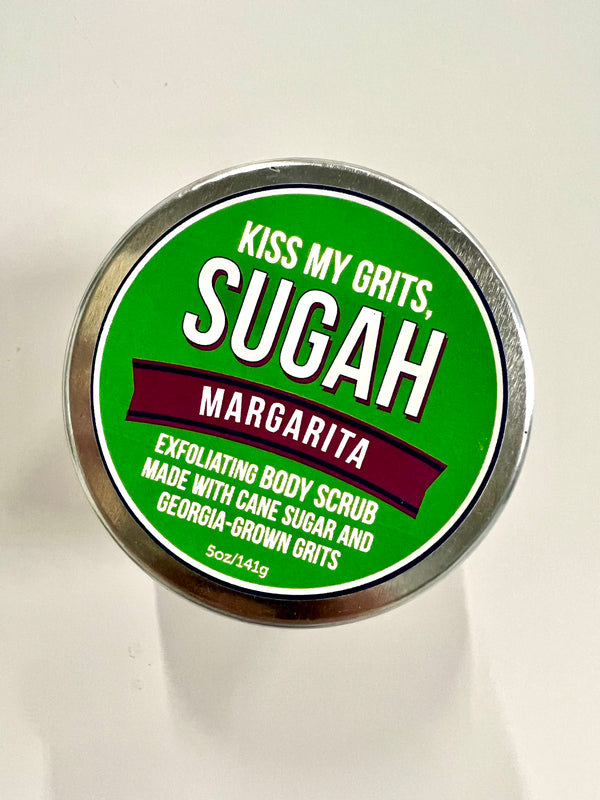 KISS MY GRITS,
SUGAH
MARGARITA
EXFOLIATING BODY SCRUB
MADE WITH CANE SUGAR AND
GEORGIA-GROWN GRITS
5oz/141g